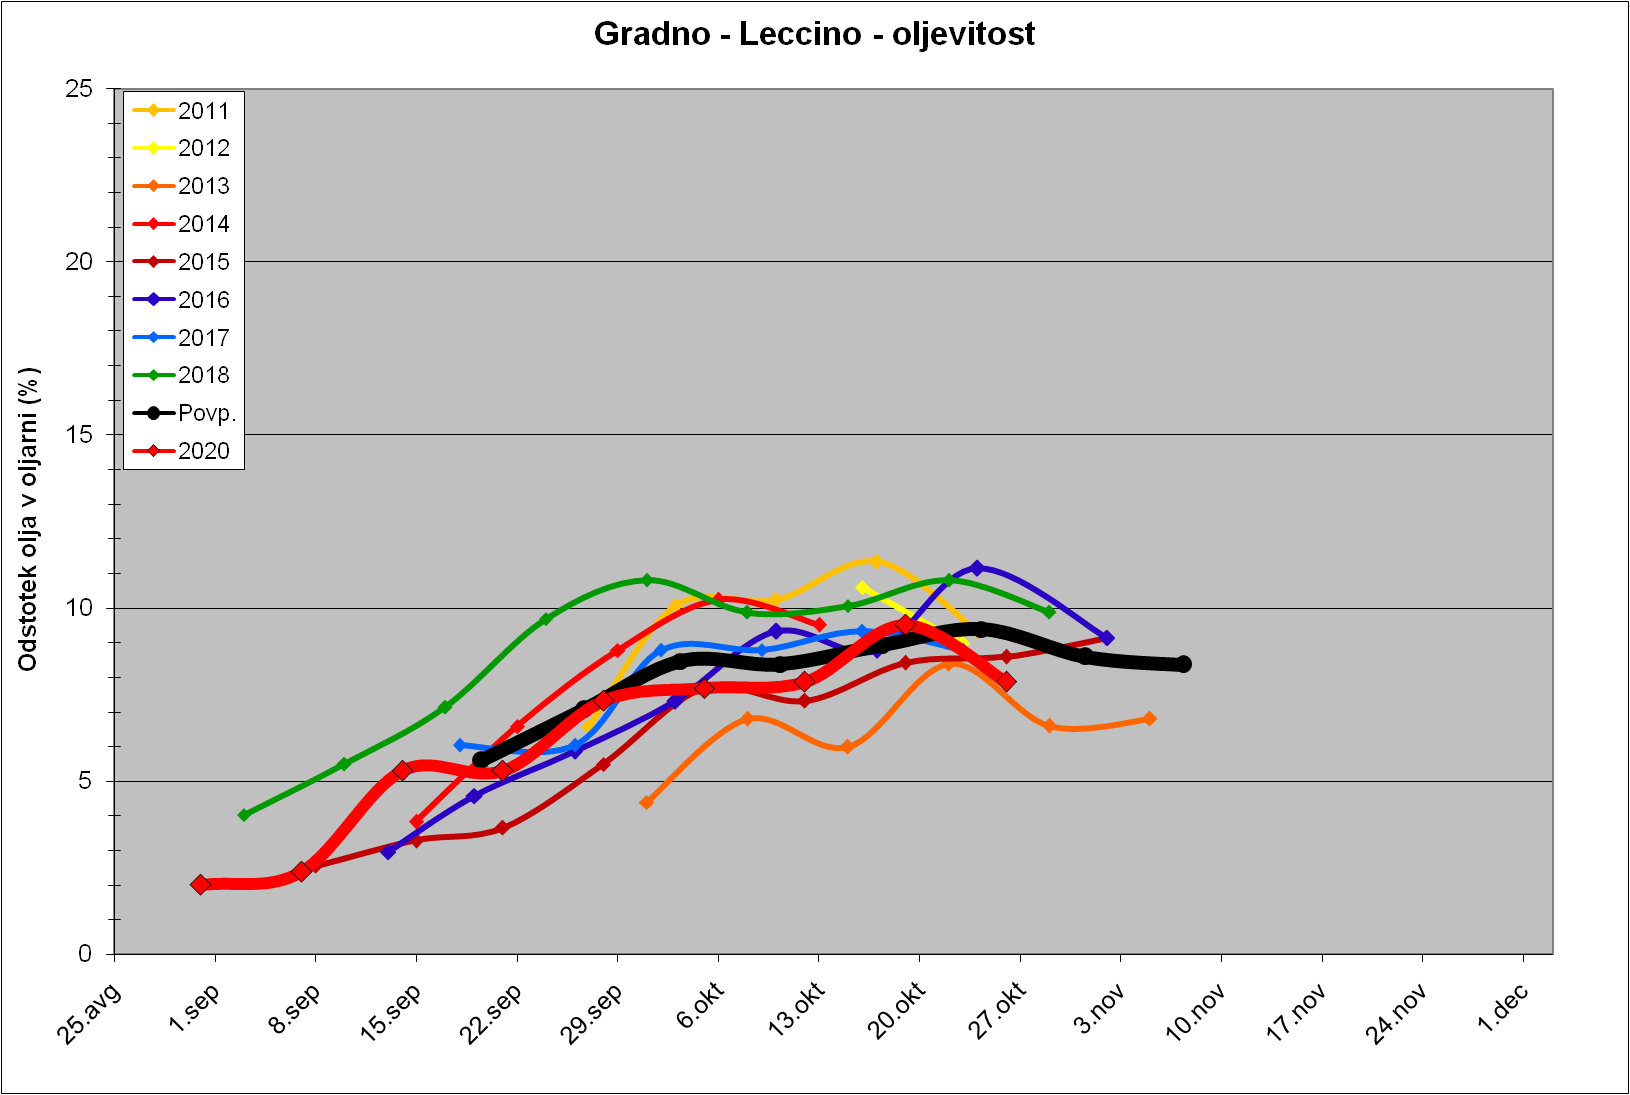 Gradno - Leccino - oljevitost
Odstotek olja v oljarni (%)
25
20
15
10
5
0
2011
2012
2013
2014
2015
2016
2017
2018
Povp.
2020
25.avg
1.sep
8.sep
15.sep
22.sep
29.sep
6.okt
13.okt
20.okt
27.okt
3.nov
10.nov
17.nov
24.nov
1.dec